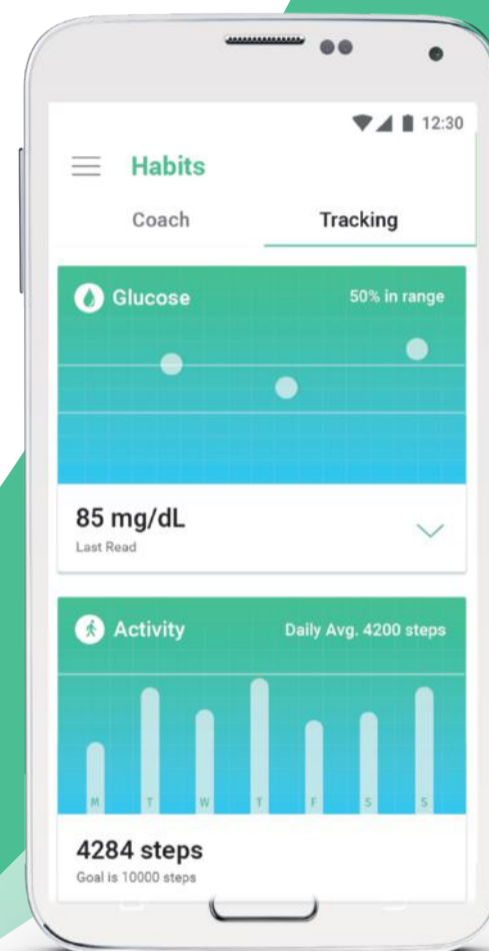 12:30
Habits
Coach Tracking
Glucose 50% in range
85 mg/dL
Last Read
Activity Daily Avg. 4200 steps
M T W T F S S
4284 steps
Goal is 10000 steps